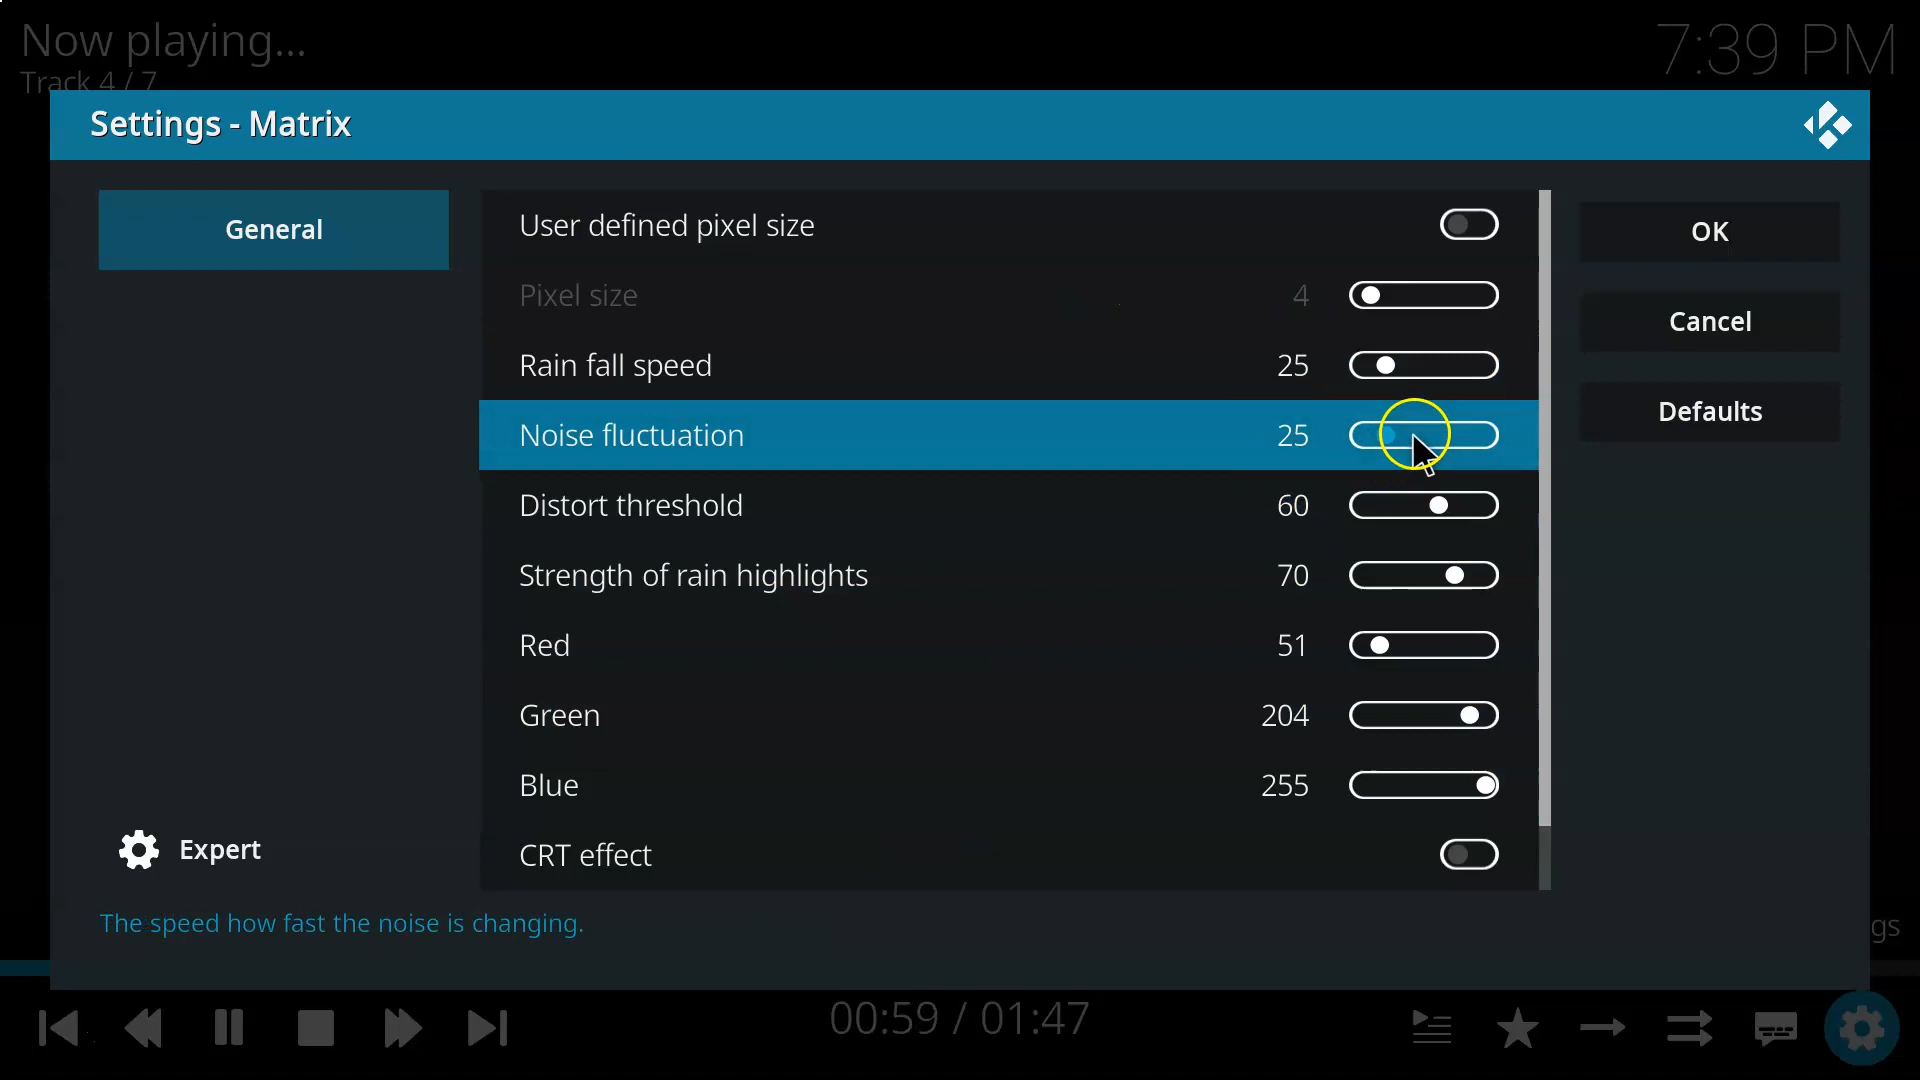 Now playing...
Track 4 / 7
7:39 PM
Settings - Matrix
General
User defined pixel size
Pixel size 4
Rain fall speed 25
Noise fluctuation 25
Distort threshold 60
Strength of rain highlights 70
Red 51
Green 204
Blue 255
CRT effect
OK
Cancel
Defaults
Expert
The speed how fast the noise is changing.
gs
00:59 / 01:47